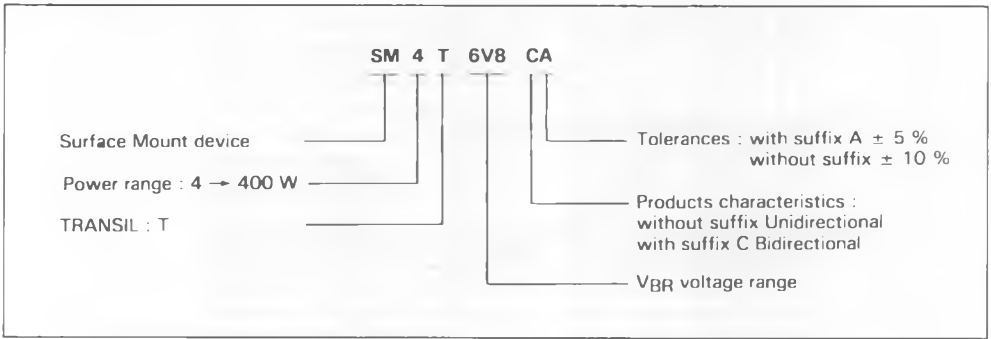 SM 4 T 6V8 CA
Surface Mount device
Power range : 4 → 400 W
TRANSIL : T
Tolerances : with suffix A ± 5 %
without suffix ± 10 %
Products characteristics :
without suffix Unidirectional
with suffix C Bidirectional
VBR voltage range